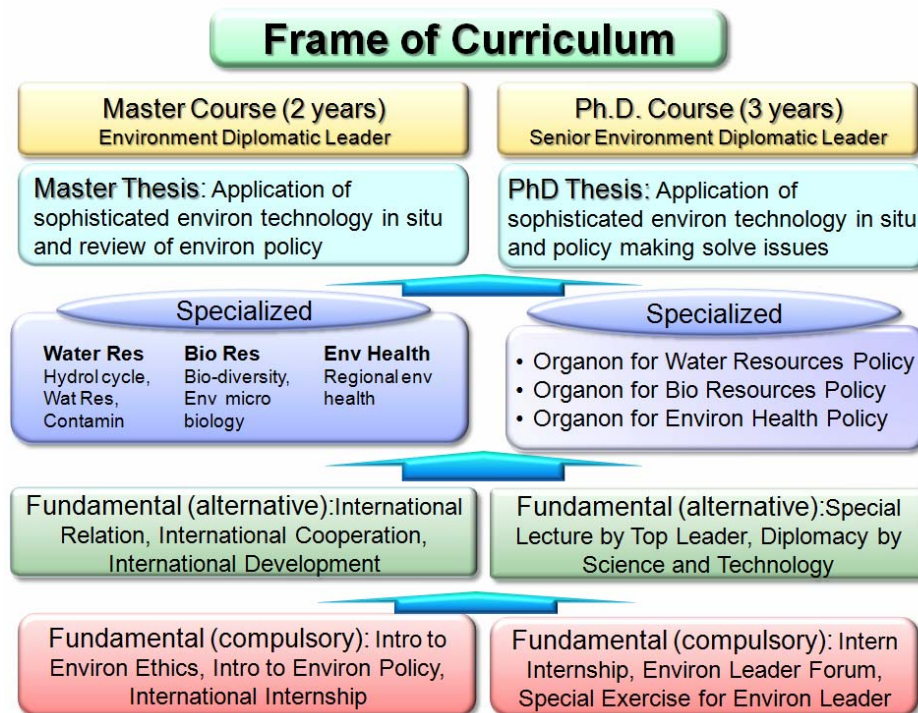 Frame of Curriculum
Master Course (2 years)
Environment Diplomatic Leader
Ph.D. Course (3 years)
Senior Environment Diplomatic Leader
Master Thesis: Application of
sophisticated environ technology in situ
and review of environ policy
PhD Thesis: Application of
sophisticated environ technology in situ
and policy making solve issues
Specialized
Water Res
Hydrol cycle,
Wat Res,
Contamin
Bio Res
Bio-diversity,
Env micro
biology
Env Health
Regional env
health
Specialized
• Organon for Water Resources Policy
• Organon for Bio Resources Policy
• Organon for Environ Health Policy
Fundamental (alternative):International
Relation, International Cooperation,
International Development
Fundamental (alternative):Special
Lecture by Top Leader, Diplomacy by
Science and Technology
Fundamental (compulsory): Intro to
Environ Ethics, Intro to Environ Policy,
International Internship
Fundamental (compulsory): Intern
Internship, Environ Leader Forum,
Special Exercise for Environ Leader